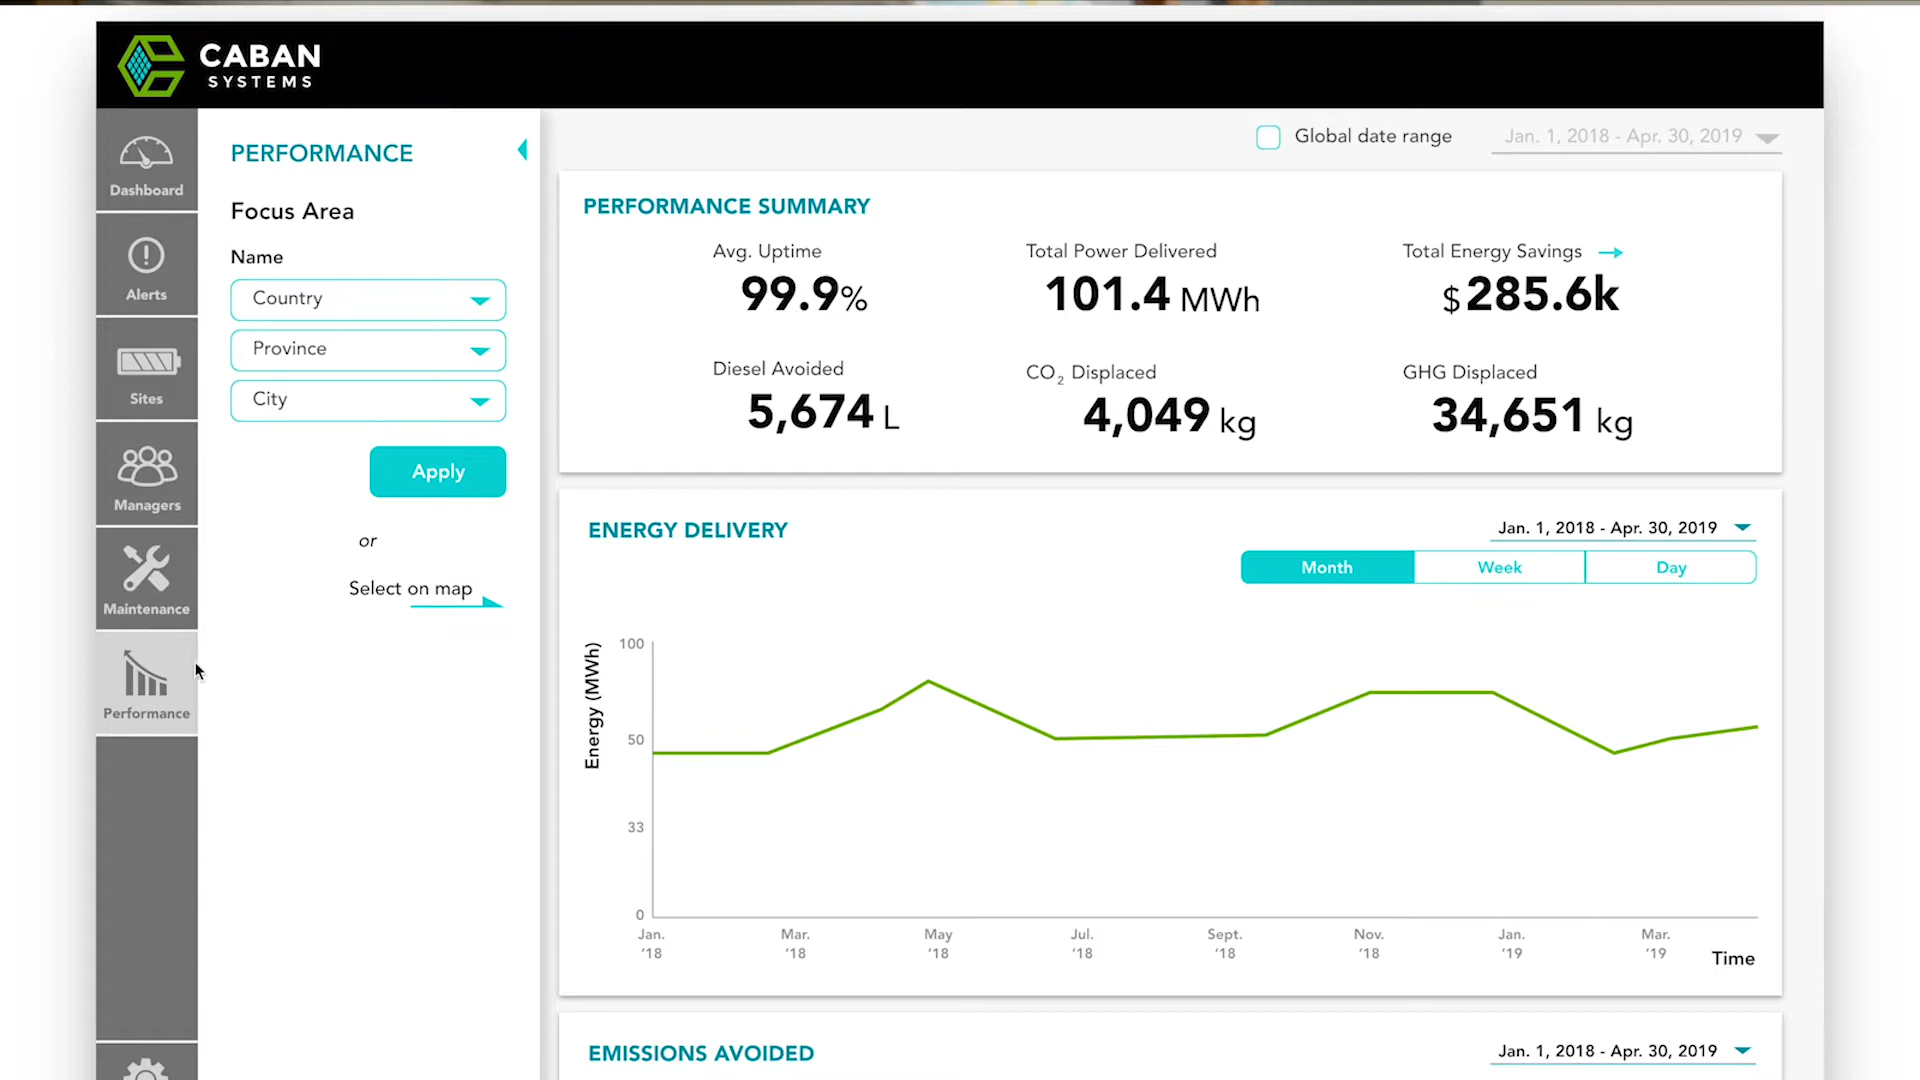 CABAN
SYSTEMS
Dashboard
Alerts
Sites
Managers
Maintenance
Performance
PERFORMANCE
Focus Area
Name
Country
Province
City
Apply
or
Select on map
Global date range
Jan. 1, 2018 - Apr. 30, 2019
PERFORMANCE SUMMARY
Avg. Uptime
99.9%
Total Power Delivered
101.4 MWh
Total Energy Savings
$285.6k
Diesel Avoided
5,674 L
CO₂ Displaced
4,049 kg
GHG Displaced
34,651 kg
ENERGY DELIVERY
Jan. 1, 2018 - Apr. 30, 2019
Month Week Day
Energy (MWh)
100
50
33
0
Jan. '18
Mar. '18
May '18
Jul. '18
Sept. '18
Nov. '18
Jan. '19
Mar. '19
Time
EMISSIONS AVOIDED
Jan. 1, 2018 - Apr. 30, 2019